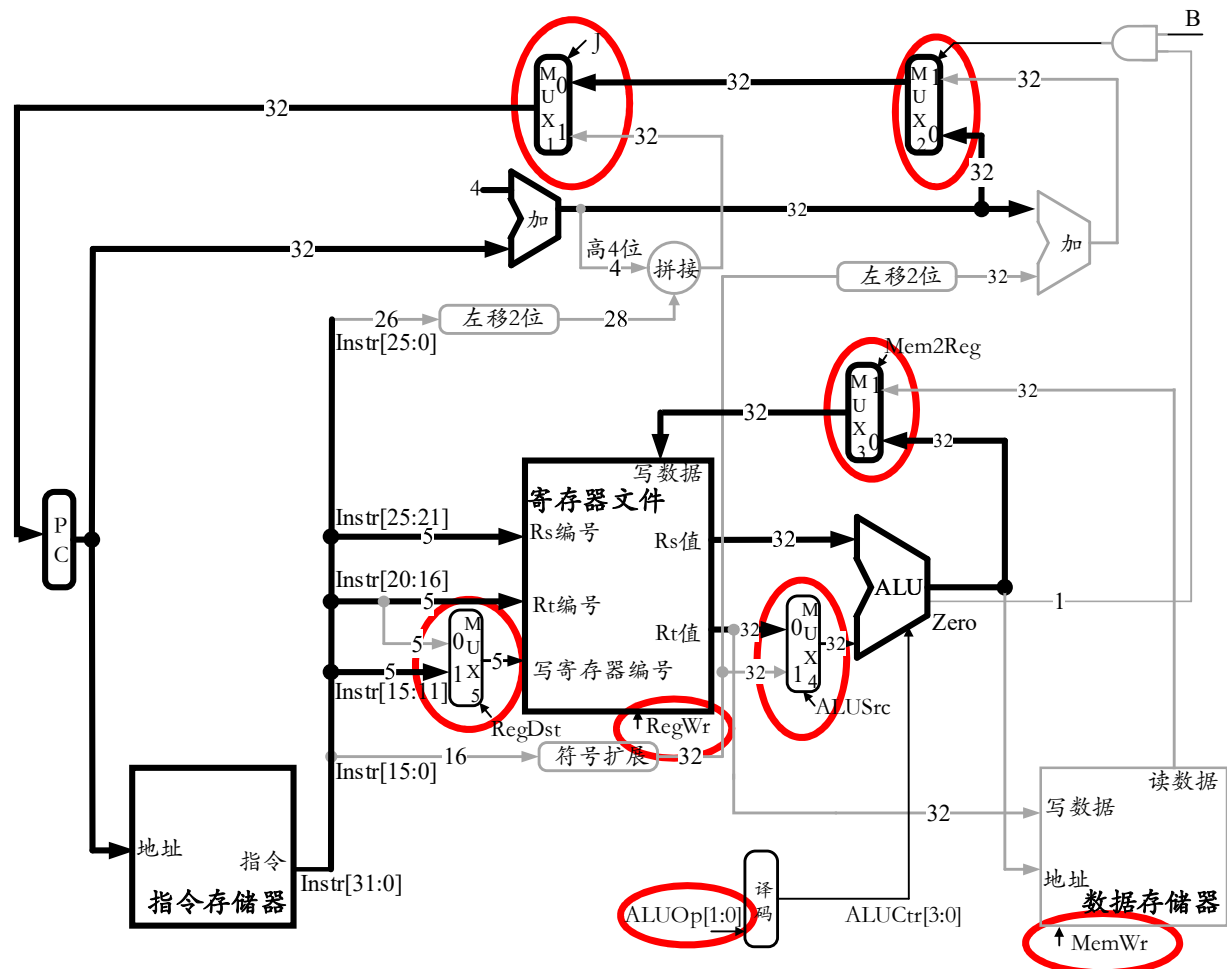 B
J
M
U
X
1
0
1
32
32
M
U
X
2
1
0
32
32
32
4
加
32
32
高4位
4
拼接
左移2位
32
加
26
左移2位
28
Instr[25:0]
Mem2Reg
M
U
X
3
1
0
32
32
32
写数据
寄存器文件
P
C
Instr[25:21]
5
Rs编号
Rs值
32
ALU
Instr[20:16]
5
Rt编号
Rt值
32
M
U
X
4
0
1
32
1
Zero
5
M
U
X
5
0
1
5
写寄存器编号
32
5
Instr[15:11]
RegDst
RegWr
ALUSrc
16
符号扩展
32
Instr[15:0]
读数据
写数据
32
地址
指令
Instr[31:0]
指令存储器
译
码
ALUOp[1:0]
ALUCtr[3:0]
地址
数据存储器
MemWr